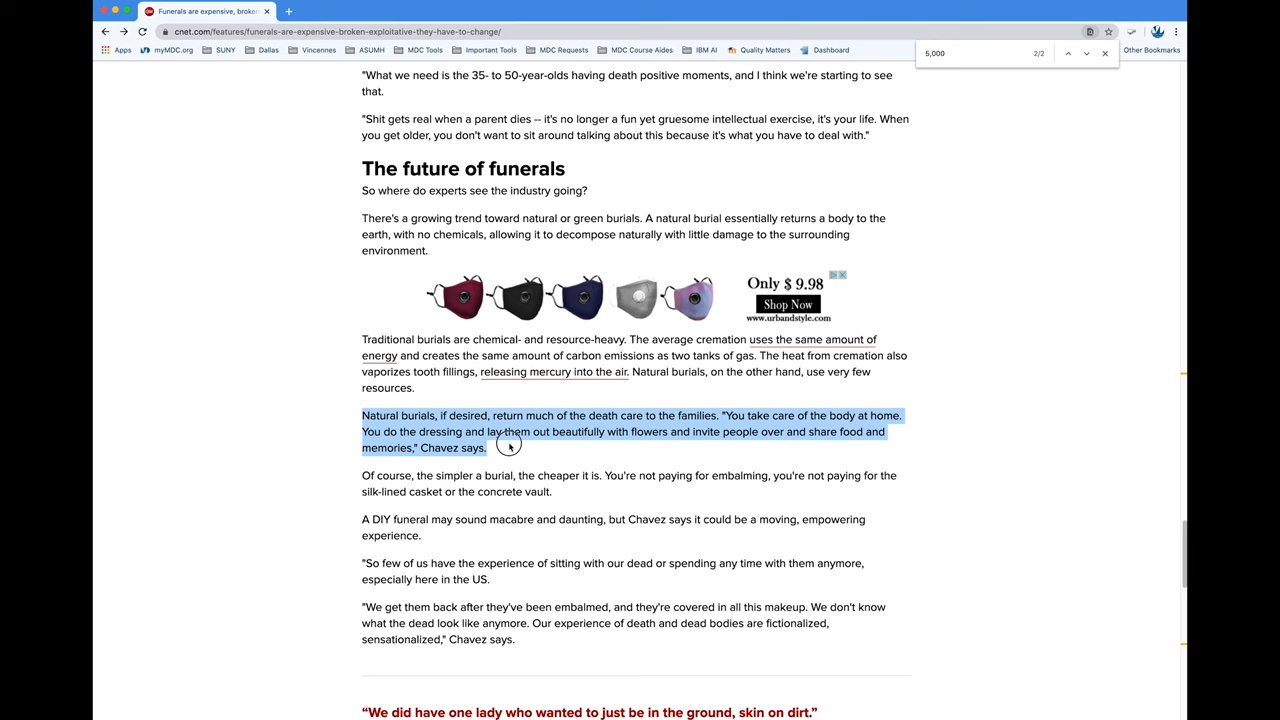 Funerals are expensive, broken
cnet.com/features/funerals-are-expensive-broken-exploitative-they-have-to-change/
Apps myMDC.org SUNY Dallas Vincennes ASUMH MDC Tools Important Tools MDC Requests MDC Course Aides IBM AI Quality Matters Dashboard Other Bookmarks
5,000 2/2
"What we need is the 35- to 50-year-olds having death positive moments, and I think we're starting to see
that.
"Shit gets real when a parent dies -- it's no longer a fun yet gruesome intellectual exercise, it's your life. When
you get older, you don't want to sit around talking about this because it's what you have to deal with."
The future of funerals
So where do experts see the industry going?
There's a growing trend toward natural or green burials. A natural burial essentially returns a body to the
earth, with no chemicals, allowing it to decompose naturally with little damage to the surrounding
environment.
Only $ 9.98
Shop Now
www.urbandstyle.com
Traditional burials are chemical- and resource-heavy. The average cremation uses the same amount of
energy and creates the same amount of carbon emissions as two tanks of gas. The heat from cremation also
vaporizes tooth fillings, releasing mercury into the air. Natural burials, on the other hand, use very few
resources.
Natural burials, if desired, return much of the death care to the families. "You take care of the body at home.
You do the dressing and lay them out beautifully with flowers and invite people over and share food and
memories," Chavez says.
Of course, the simpler a burial, the cheaper it is. You're not paying for embalming, you're not paying for the
silk-lined casket or the concrete vault.
A DIY funeral may sound macabre and daunting, but Chavez says it could be a moving, empowering
experience.
"So few of us have the experience of sitting with our dead or spending any time with them anymore,
especially here in the US.
"We get them back after they've been embalmed, and they're covered in all this makeup. We don't know
what the dead look like anymore. Our experience of death and dead bodies are fictionalized,
sensationalized," Chavez says.
“We did have one lady who wanted to just be in the ground, skin on dirt.”